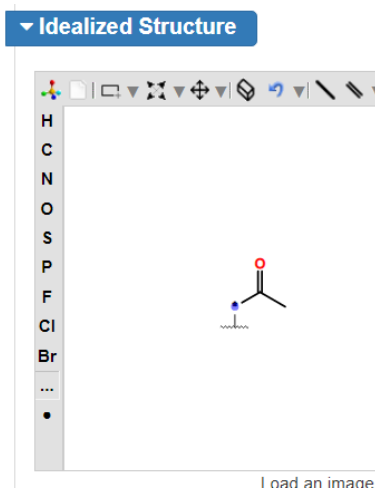 Idealized Structure
H
C
N
O
S
P
F
Cl
Br
...
O
Load an image